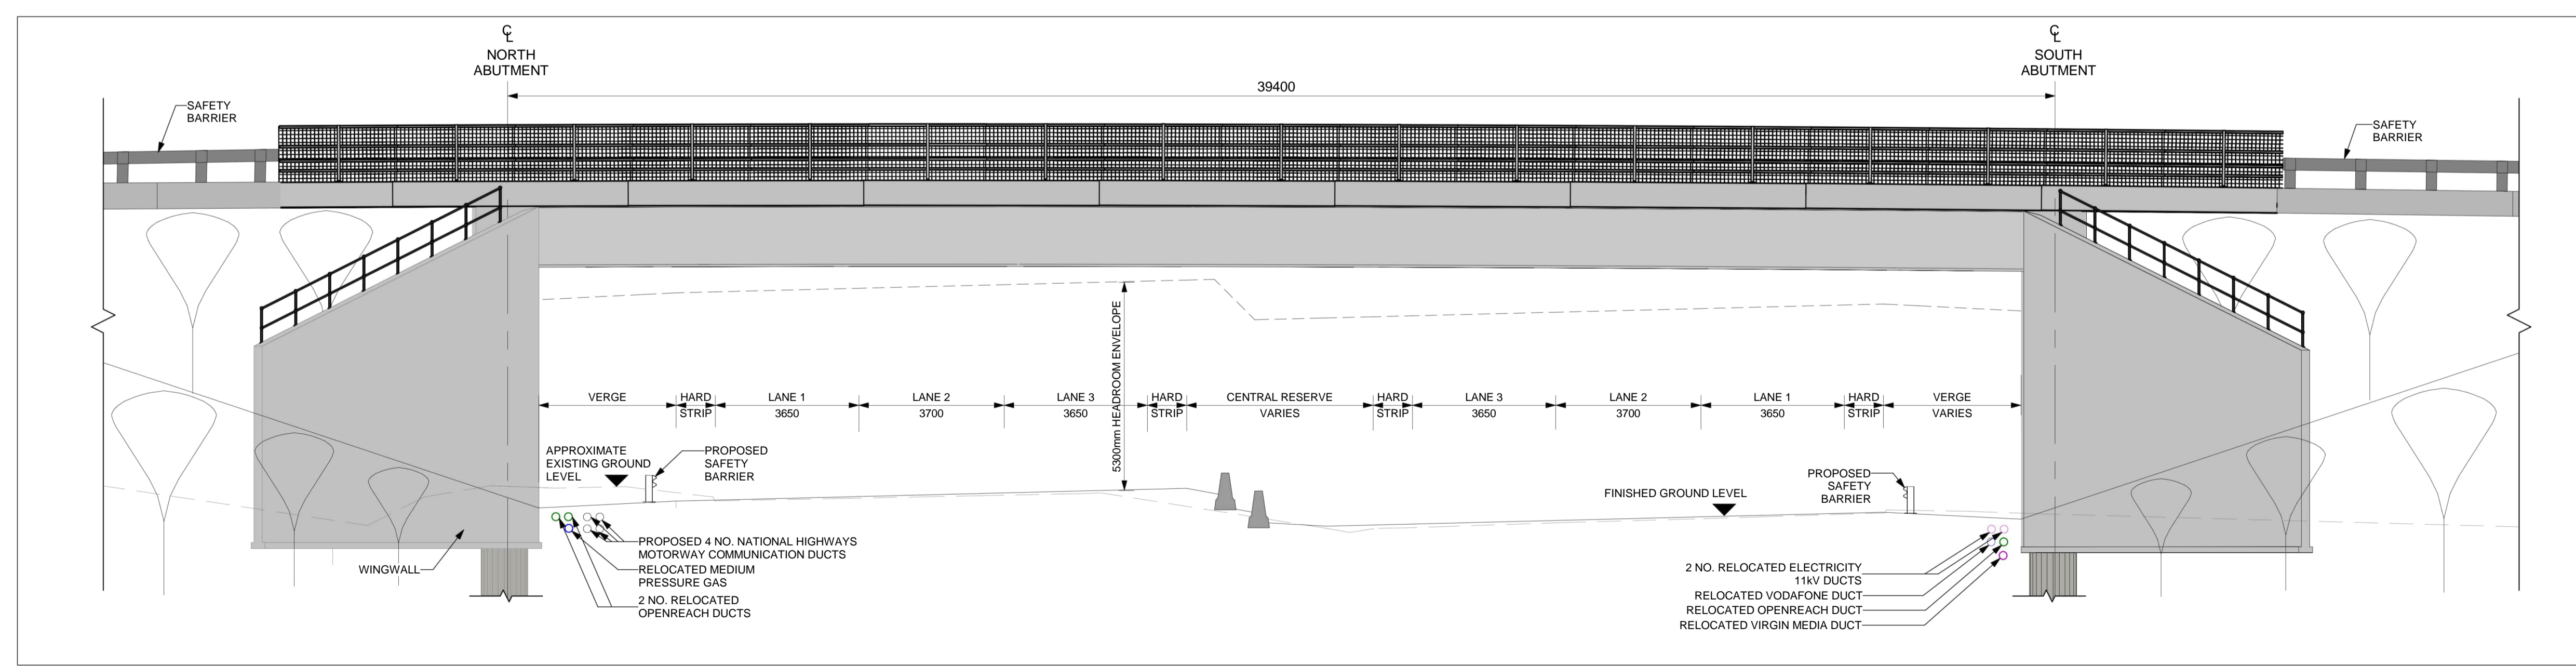 ℄
NORTH
ABUTMENT
℄
SOUTH
ABUTMENT
39400
SAFETY
BARRIER
SAFETY
BARRIER
5300mm HEADROOM ENVELOPE
VERGE
HARD
STRIP
LANE 1
3650
LANE 2
3700
LANE 3
3650
HARD
STRIP
CENTRAL RESERVE
VARIES
HARD
STRIP
LANE 3
3650
LANE 2
3700
LANE 1
3650
HARD
STRIP
VERGE
VARIES
APPROXIMATE
EXISTING GROUND
LEVEL
PROPOSED
SAFETY
BARRIER
FINISHED GROUND LEVEL
PROPOSED
SAFETY
BARRIER
WINGWALL
PROPOSED 4 NO. NATIONAL HIGHWAYS
MOTORWAY COMMUNICATION DUCTS
RELOCATED MEDIUM
PRESSURE GAS
2 NO. RELOCATED
OPENREACH DUCTS
2 NO. RELOCATED ELECTRICITY
11kV DUCTS
RELOCATED VODAFONE DUCT
RELOCATED OPENREACH DUCT
RELOCATED VIRGIN MEDIA DUCT